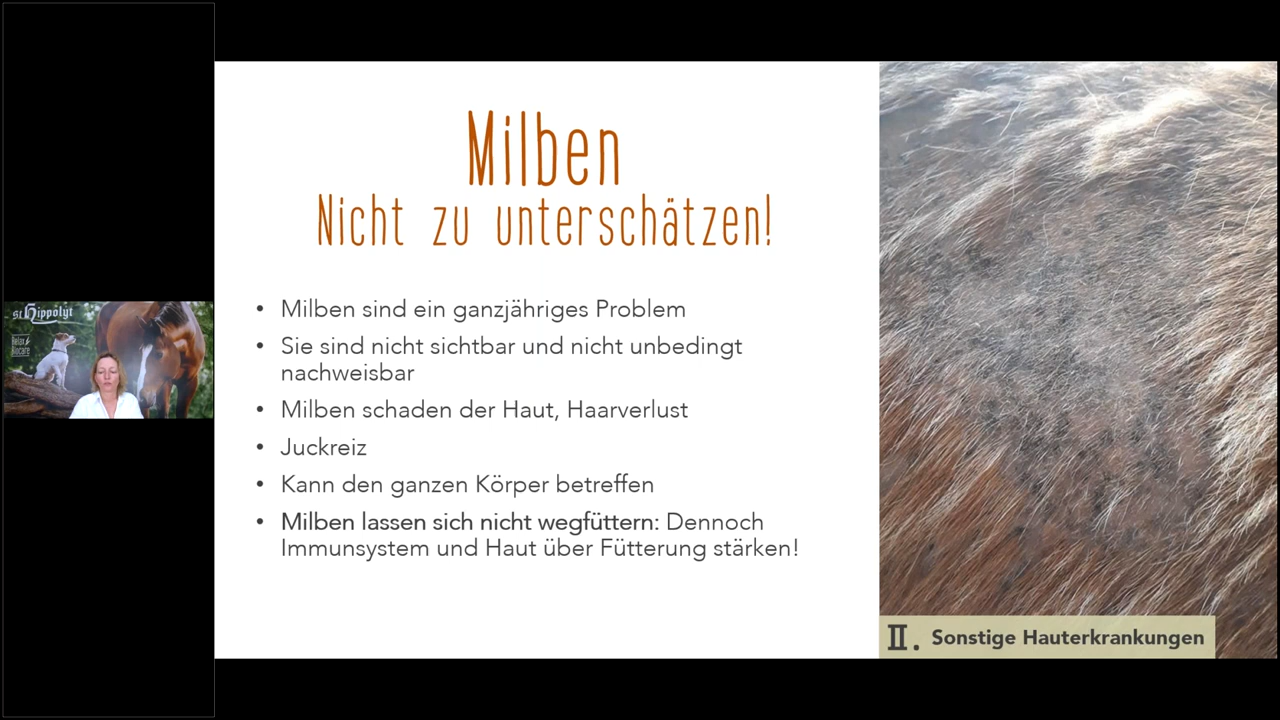 Milben
Nicht zu unterschätzen!
• Milben sind ein ganzjähriges Problem
• Sie sind nicht sichtbar und nicht unbedingt
nachweisbar
• Milben schaden der Haut, Haarverlust
• Juckreiz
• Kann den ganzen Körper betreffen
• Milben lassen sich nicht wegfüttern: Dennoch
Immunsystem und Haut über Fütterung stärken!
II. Sonstige Hauterkrankungen
St. Hippolyt